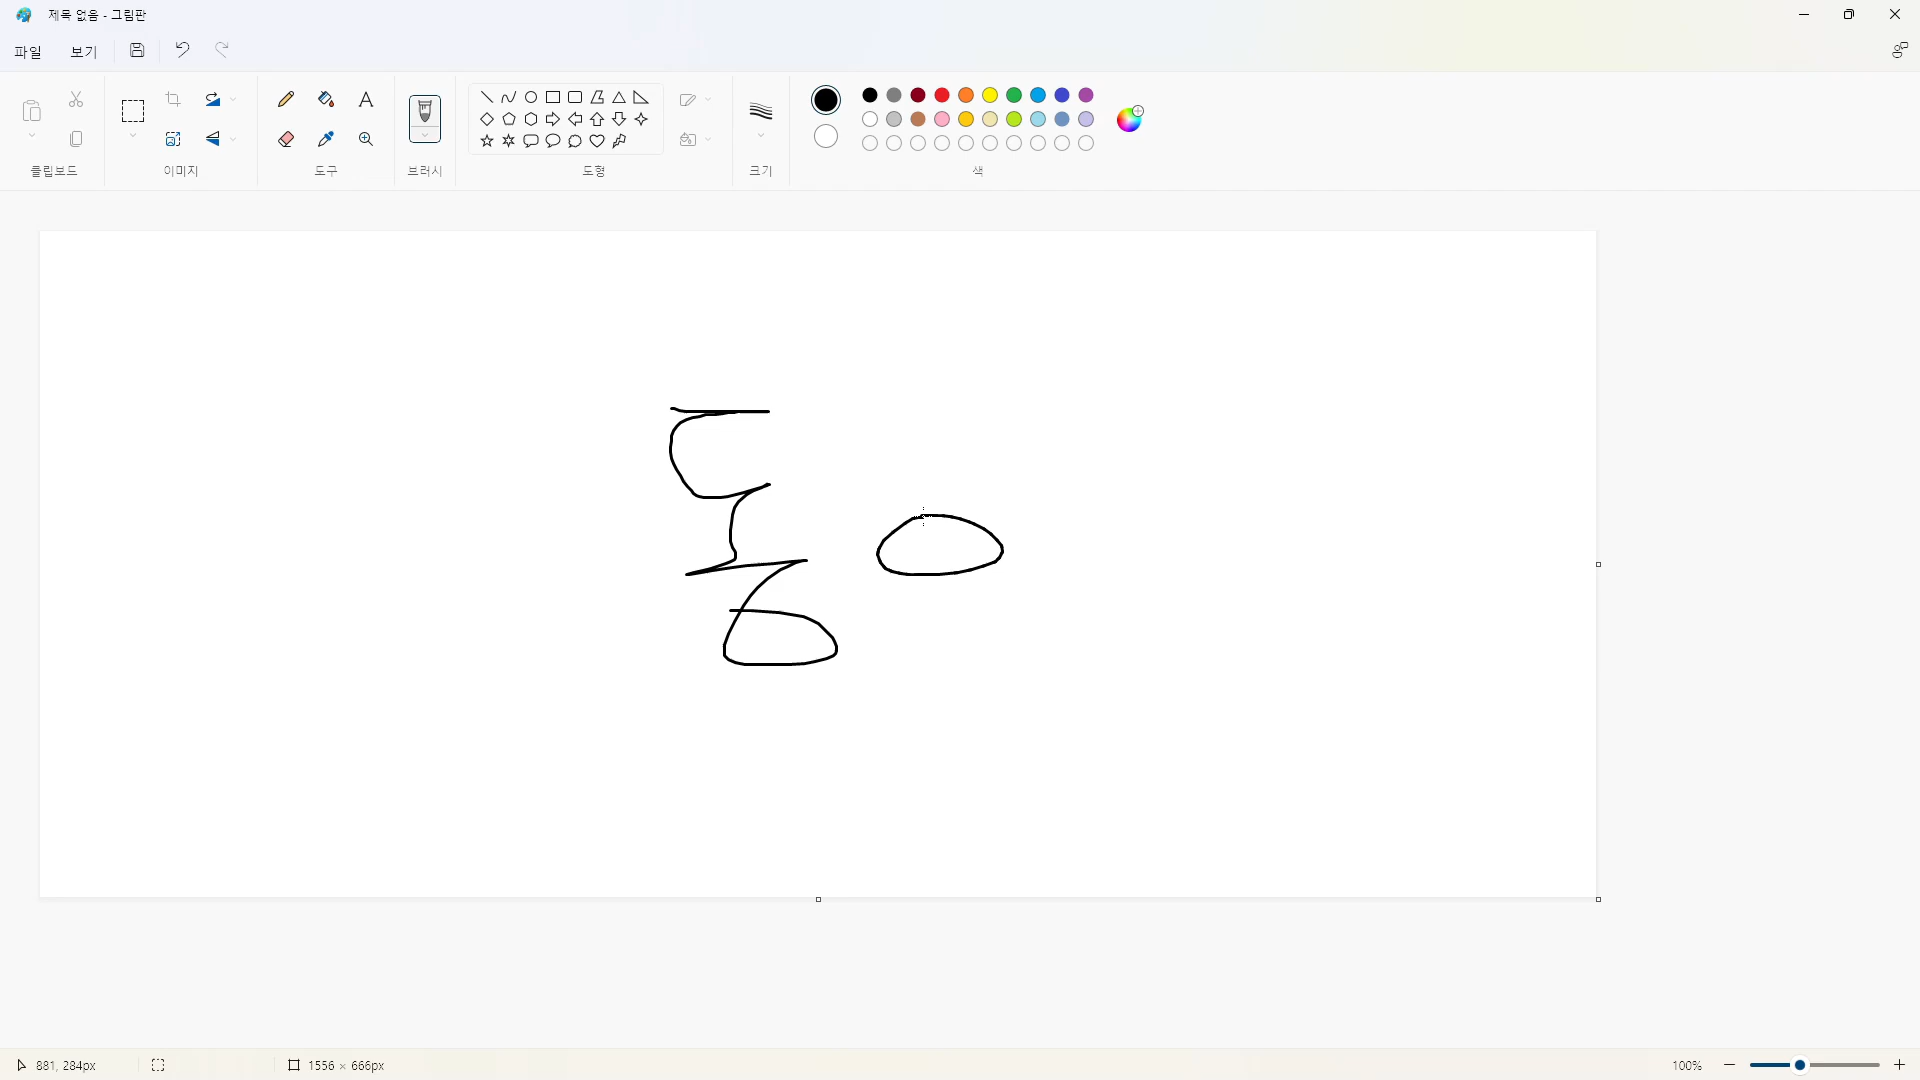 제목 없음 - 그림판
파일 보기
클립보드 이미지 도구 브러시 도형 크기 색
동
881, 284px 1556 × 666px 100%